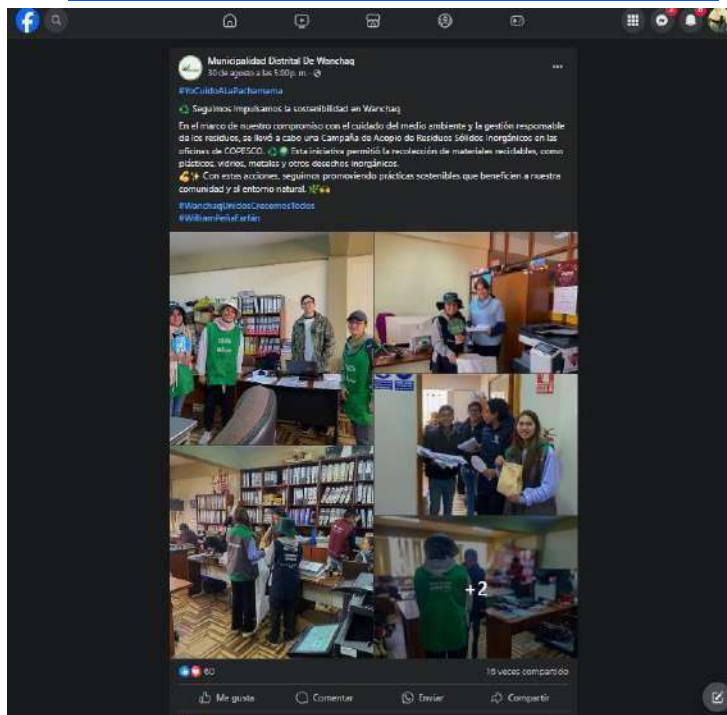 Municipalidad Distrital De Wanchaq
30 de agosto a las 5:00 p. m.
#YoCuidoALaPachamama
Seguimos Impulsamos la sostenibilidad en Wanchaq
En el marco de nuestro compromiso con el cuidado del medio ambiente y la gestión responsable
de los residuos, se llevó a cabo una Campaña de Acopio de Residuos Sólidos Inorgánicos en las
oficinas de COPESCO. Esta iniciativa permitió la recolección de materiales reciclables, como
plásticos, vidrios, metales y otros desechos inorgánicos.
Con estas acciones, seguimos promoviendo prácticas sostenibles que beneficien a nuestra
comunidad y al entorno natural.
#WanchaqUnidosCrecemosTodos
#WilliamPeñaFarfán
+2
60
16 veces compartido
Me gusta
Comentar
Enviar
Compartir